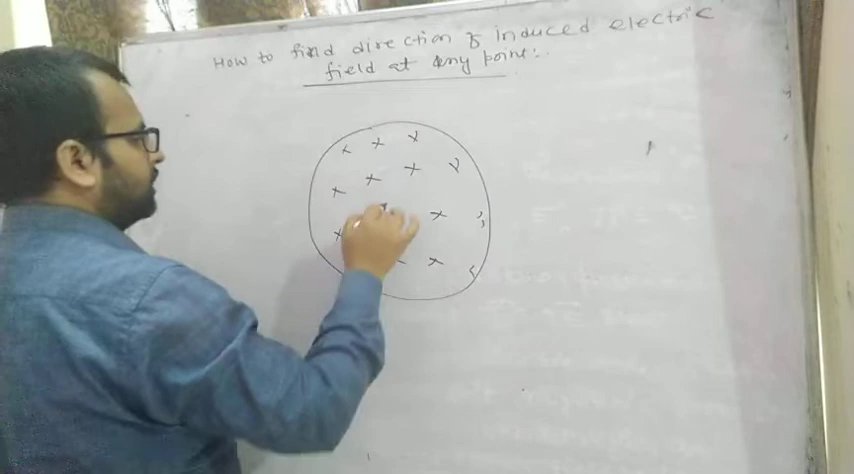 How to find direction of induced electric
field at any point: